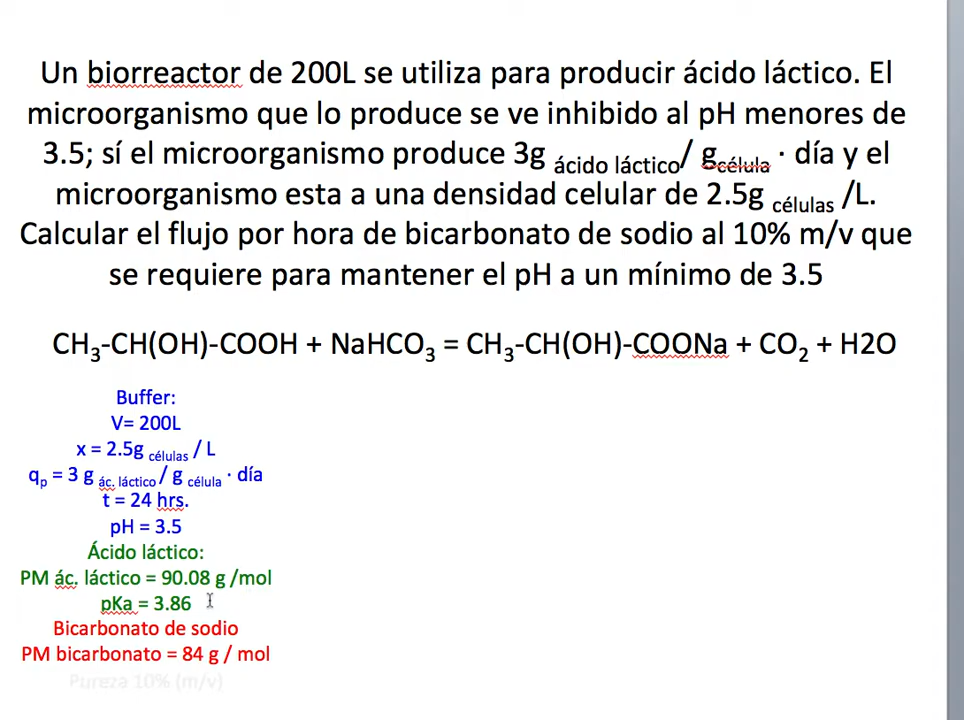 Un biorreactor de 200L se utiliza para producir ácido láctico. El
microorganismo que lo produce se ve inhibido al pH menores de
3.5; sí el microorganismo produce 3g ácido láctico/ gcélula · día y el
microorganismo esta a una densidad celular de 2.5g células /L.
Calcular el flujo por hora de bicarbonato de sodio al 10% m/v que
se requiere para mantener el pH a un mínimo de 3.5
CH3-CH(OH)-COOH + NaHCO3 = CH3-CH(OH)-COONa + CO2 + H2O
Buffer:
V= 200L
x = 2.5g células / L
qp = 3 g ác. láctico/ g célula · día
t = 24 hrs.
pH = 3.5
Ácido láctico:
PM ác. láctico = 90.08 g /mol
pKa = 3.86
Bicarbonato de sodio
PM bicarbonato = 84 g / mol
Pureza 10% (m/v)